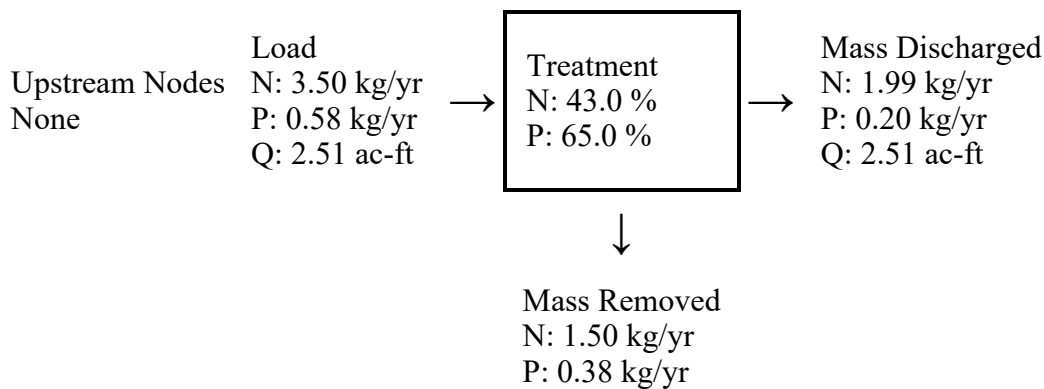 Upstream Nodes
None
Load
N: 3.50 kg/yr
P: 0.58 kg/yr
Q: 2.51 ac-ft
→
Treatment
N: 43.0 %
P: 65.0 %
→
Mass Discharged
N: 1.99 kg/yr
P: 0.20 kg/yr
Q: 2.51 ac-ft
↓
Mass Removed
N: 1.50 kg/yr
P: 0.38 kg/yr